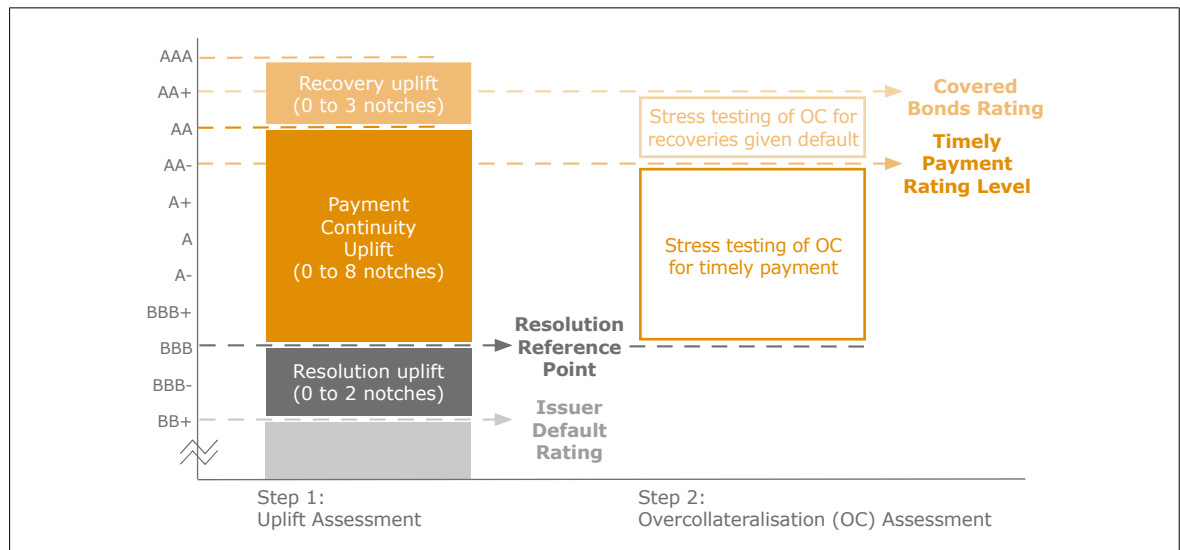 AAA
AA+
AA
AA-
A+
A
A-
BBB+
BBB
BBB-
BB+
Recovery uplift
(0 to 3 notches)
Payment
Continuity
Uplift
(0 to 8 notches)
Resolution uplift
(0 to 2 notches)
Resolution
Reference
Point
Issuer
Default
Rating
Stress testing of OC for
recoveries given default
Stress testing of OC
for timely payment
Covered
Bonds Rating
Timely
Payment
Rating Level
Step 1:
Uplift Assessment
Step 2:
Overcollateralisation (OC) Assessment